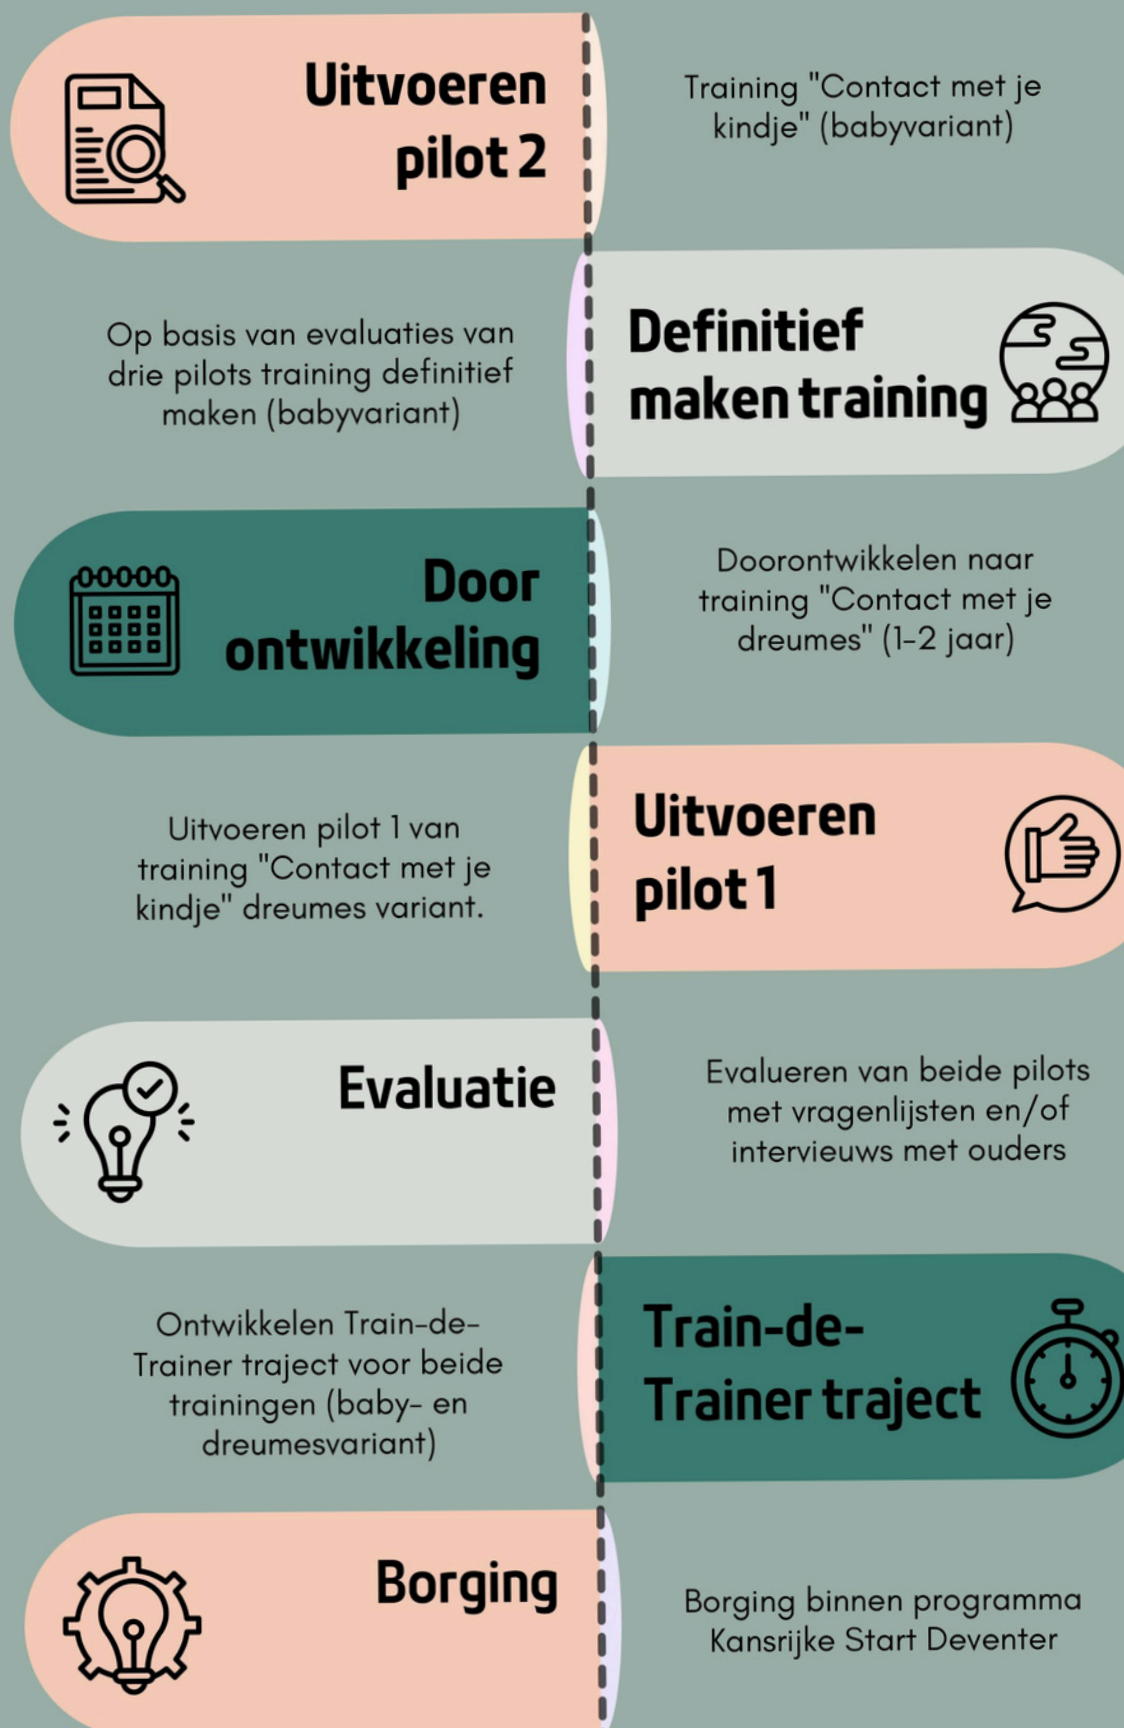 Uitvoeren
pilot 2
Training "Contact met je
kindje" (babyvariant)
Definitief
maken training
Op basis van evaluaties van
drie pilots training definitief
maken (babyvariant)
Door
ontwikkeling
Doorontwikkelen naar
training "Contact met je
dreumes" (1-2 jaar)
Uitvoeren
pilot 1
Uitvoeren pilot 1 van
training "Contact met je
kindje" dreumes variant.
Evaluatie
Evalueren van beide pilots
met vragenlijsten en/of
intervieuws met ouders
Train-de-
Trainer traject
Ontwikkelen Train-de-
Trainer traject voor beide
trainingen (baby- en
dreumesvariant)
Borging
Borging binnen programma
Kansrijke Start Deventer